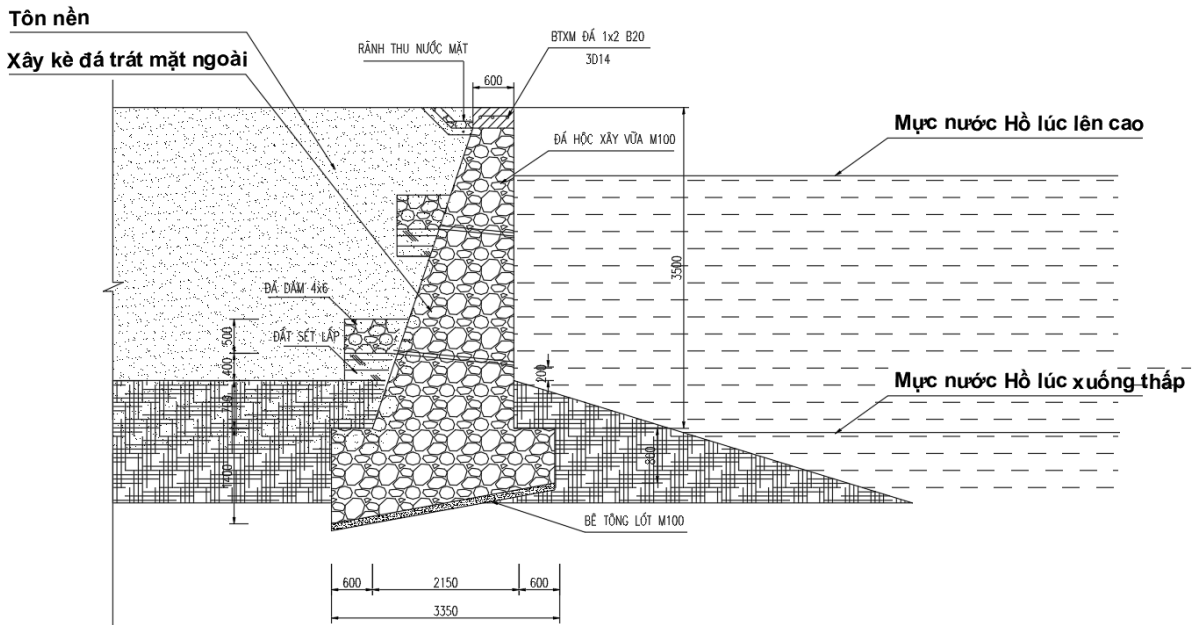 Tôn nền
Xây kè đá trát mặt ngoài
RÃNH THU NƯỚC MẶT
BTXM ĐÁ 1x2 B20
3D14
600
Mực nước Hồ lúc lên cao
ĐÁ HỘC XÂY VỮA M100
3500
ĐÁ DĂM 4x6
ĐẤT SÉT LẤP
500
400
200
Mực nước Hồ lúc xuống thấp
800
1400
BÊ TÔNG LÓT M100
600
2150
600
3350